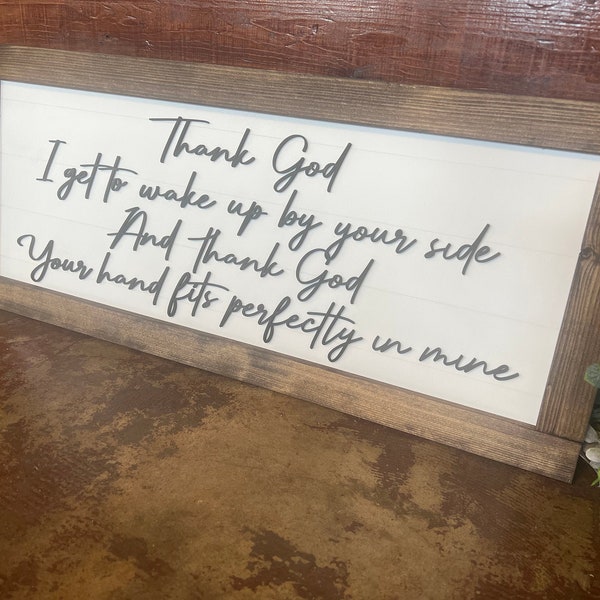 Thank God
I get to wake up by your side
And thank God
Your hand fits perfectly in mine